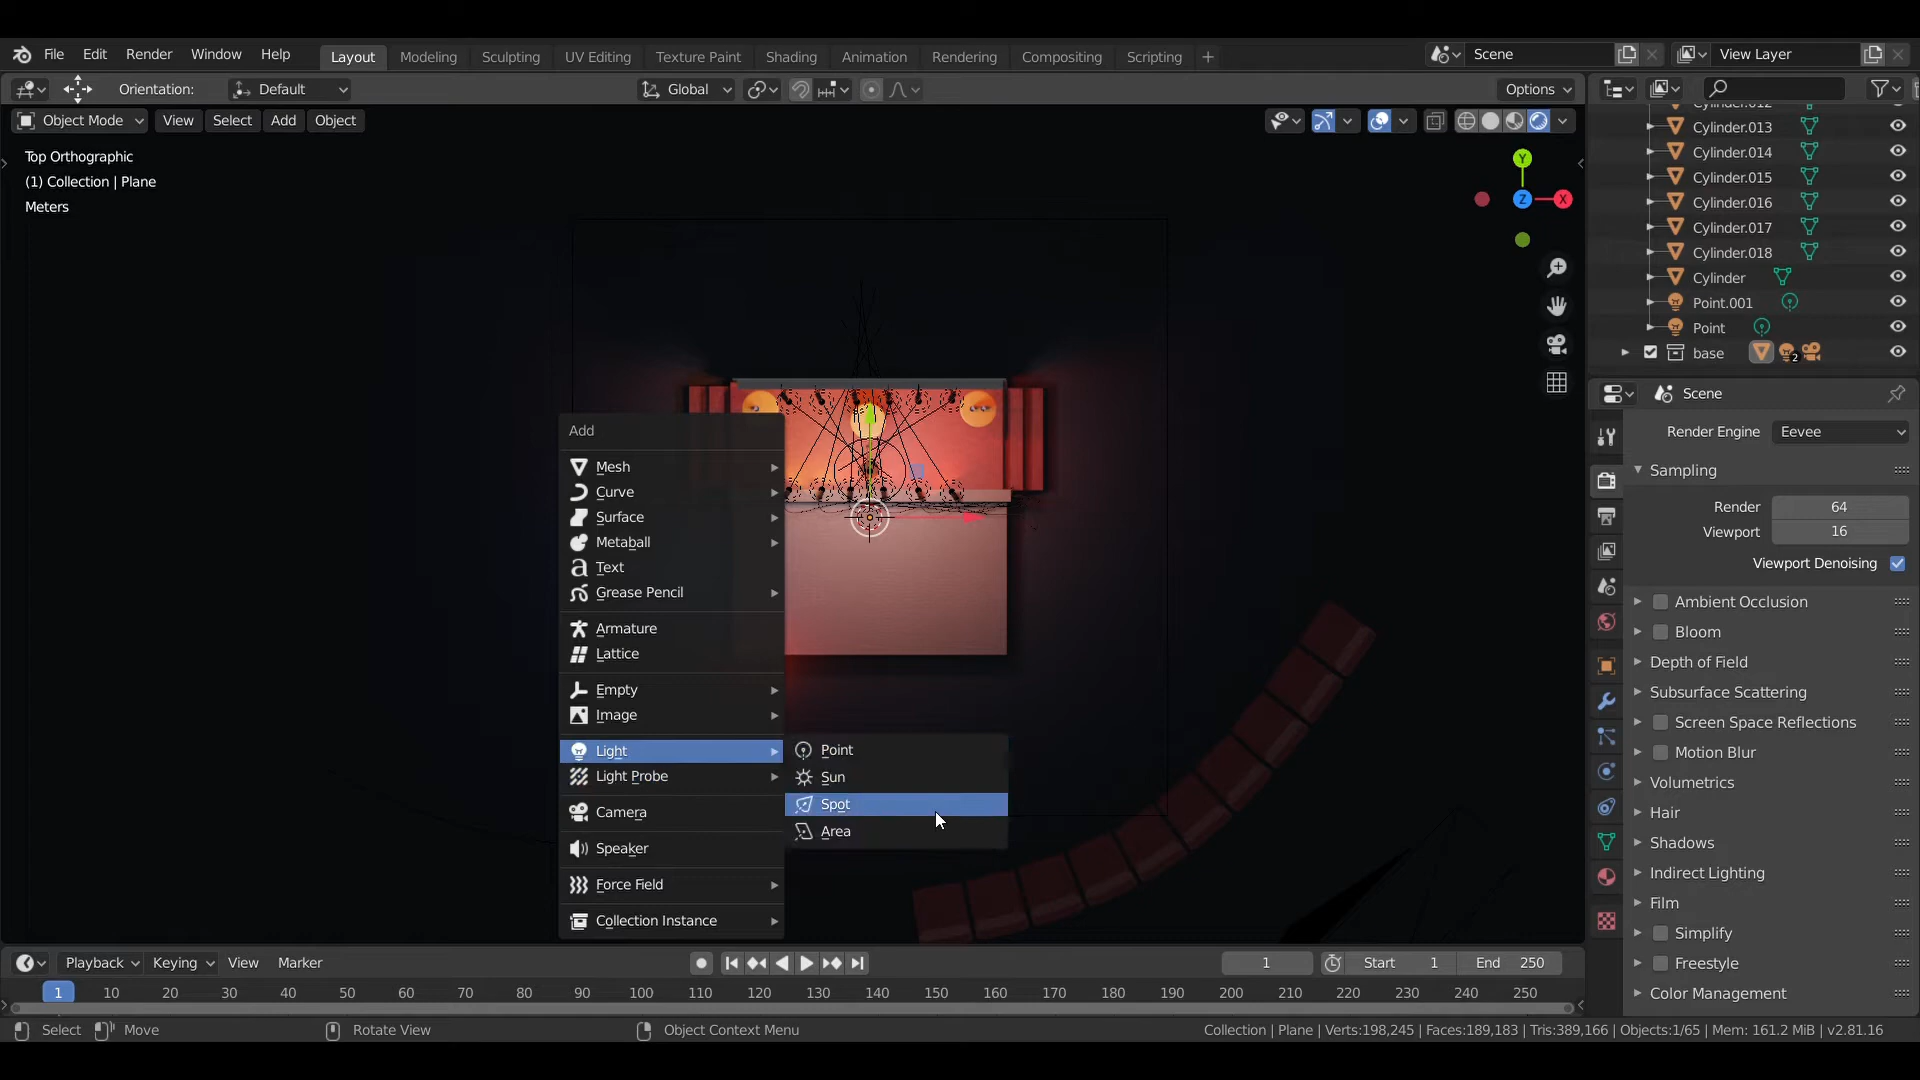 File Edit Render Window Help Layout Modeling Sculpting UV Editing Texture Paint Shading Animation Rendering Compositing Scripting + Scene View Layer
Orientation: Default Global Options
Object Mode View Select Add Object
Top Orthographic
(1) Collection | Plane
Meters
Y
Z
X
Add
Mesh
Curve
Surface
Metaball
Text
Grease Pencil
Armature
Lattice
Empty
Image
Light
Light Probe
Camera
Speaker
Force Field
Collection Instance
Point
Sun
Spot
Area
Cylinder.012
Cylinder.013
Cylinder.014
Cylinder.015
Cylinder.016
Cylinder.017
Cylinder.018
Cylinder
Point.001
Point
base 2
Scene
Render Engine Eevee
Sampling
Render 64
Viewport 16
Viewport Denoising
Ambient Occlusion
Bloom
Depth of Field
Subsurface Scattering
Screen Space Reflections
Motion Blur
Volumetrics
Hair
Shadows
Indirect Lighting
Film
Simplify
Freestyle
Color Management
Playback Keying View Marker 1 Start 1 End 250
1 10 20 30 40 50 60 70 80 90 100 110 120 130 140 150 160 170 180 190 200 210 220 230 240 250
Select Move Rotate View Object Context Menu Collection | Plane | Verts:198,245 | Faces:189,183 | Tris:389,166 | Objects:1/65 | Mem: 161.2 MiB | v2.81.16